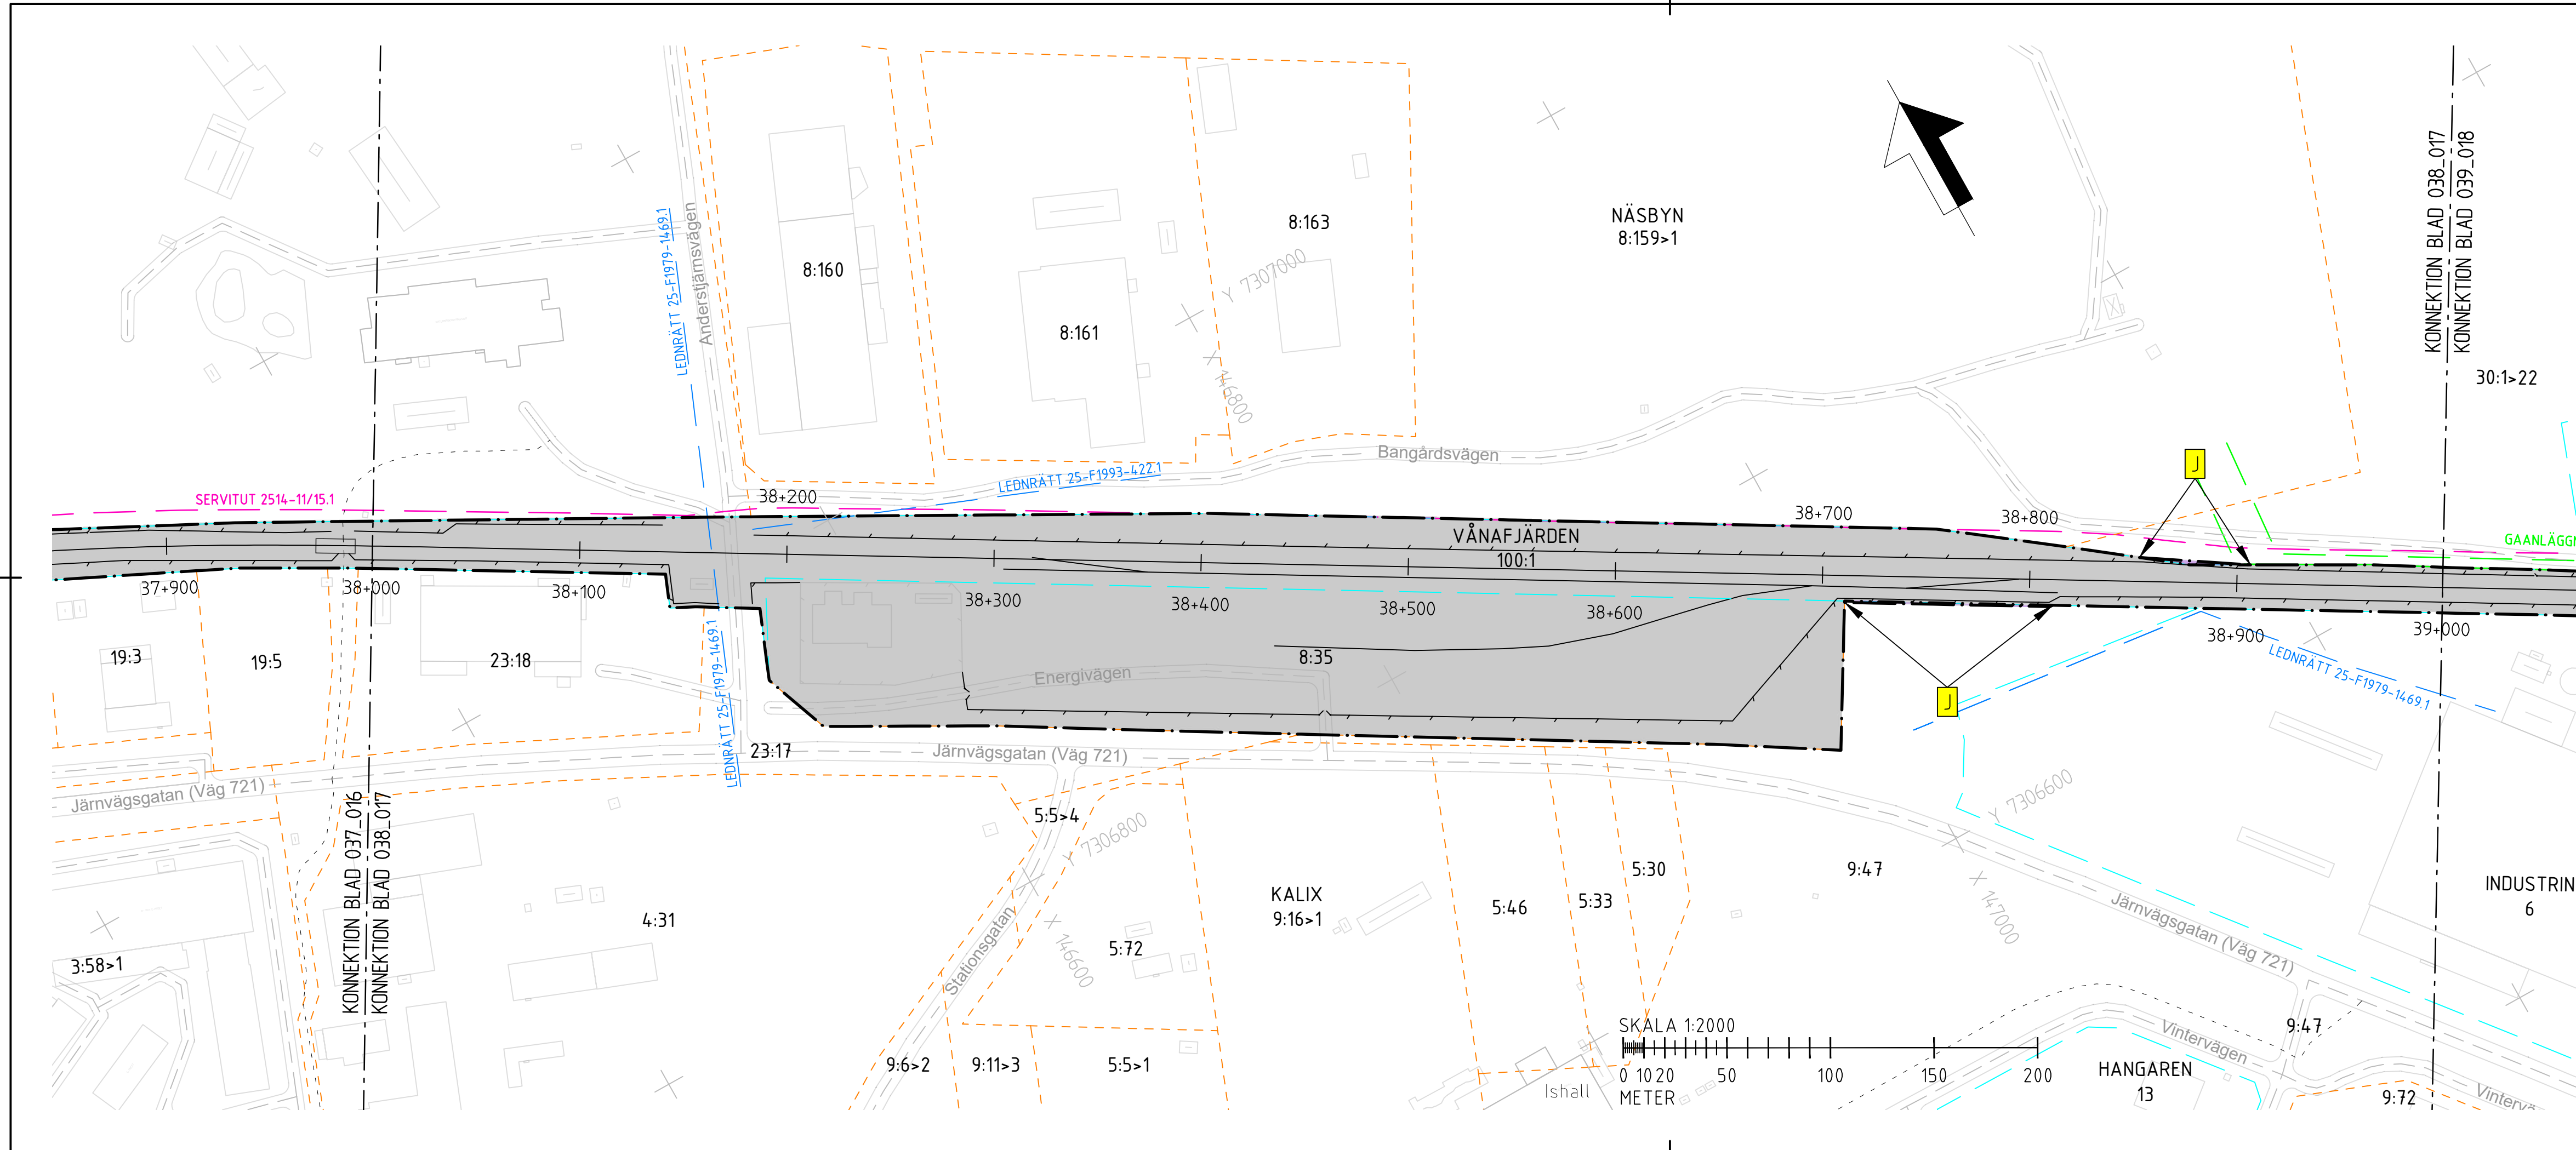 KONNEKTION BLAD 038_017
KONNEKTION BLAD 039_018
NÄSBYN
8:159>1
8:163
8:160
8:161
30:1>22
Y 7307000
X 146800
Anderstjärnsvägen
LEDNRÄTT 25-F1979-1469.1
Bangårdsvägen
LEDNRÄTT 25-F1993-422.1
SERVITUT 2514-11/15.1
38+200
38+700
38+800
J
VÅNAFJÄRDEN
100:1
37+900
38+000
38+100
38+300
38+400
38+500
38+600
38+900
39+000
19:3
19:5
23:18
8:35
Energivägen
LEDNRÄTT 25-F1979-1469.1
LEDNRÄTT 25-F1979-1469.1
J
23:17
Järnvägsgatan (Väg 721)
Järnvägsgatan (Väg 721)
KONNEKTION BLAD 037_016
KONNEKTION BLAD 038_017
5:5>4
Y 7306800
X 146600
Y 7306600
X 147000
Stationsgatan
4:31
3:58>1
5:72
KALIX
9:16>1
5:46
5:33
5:30
9:47
INDUSTRIN
6
Järnvägsgatan (Väg 721)
9:6>2
9:11>3
5:5>1
Ishall
SKALA 1:2000
0 10 20 50 100 150 200
METER
Vintervägen
9:47
HANGAREN
13
9:72